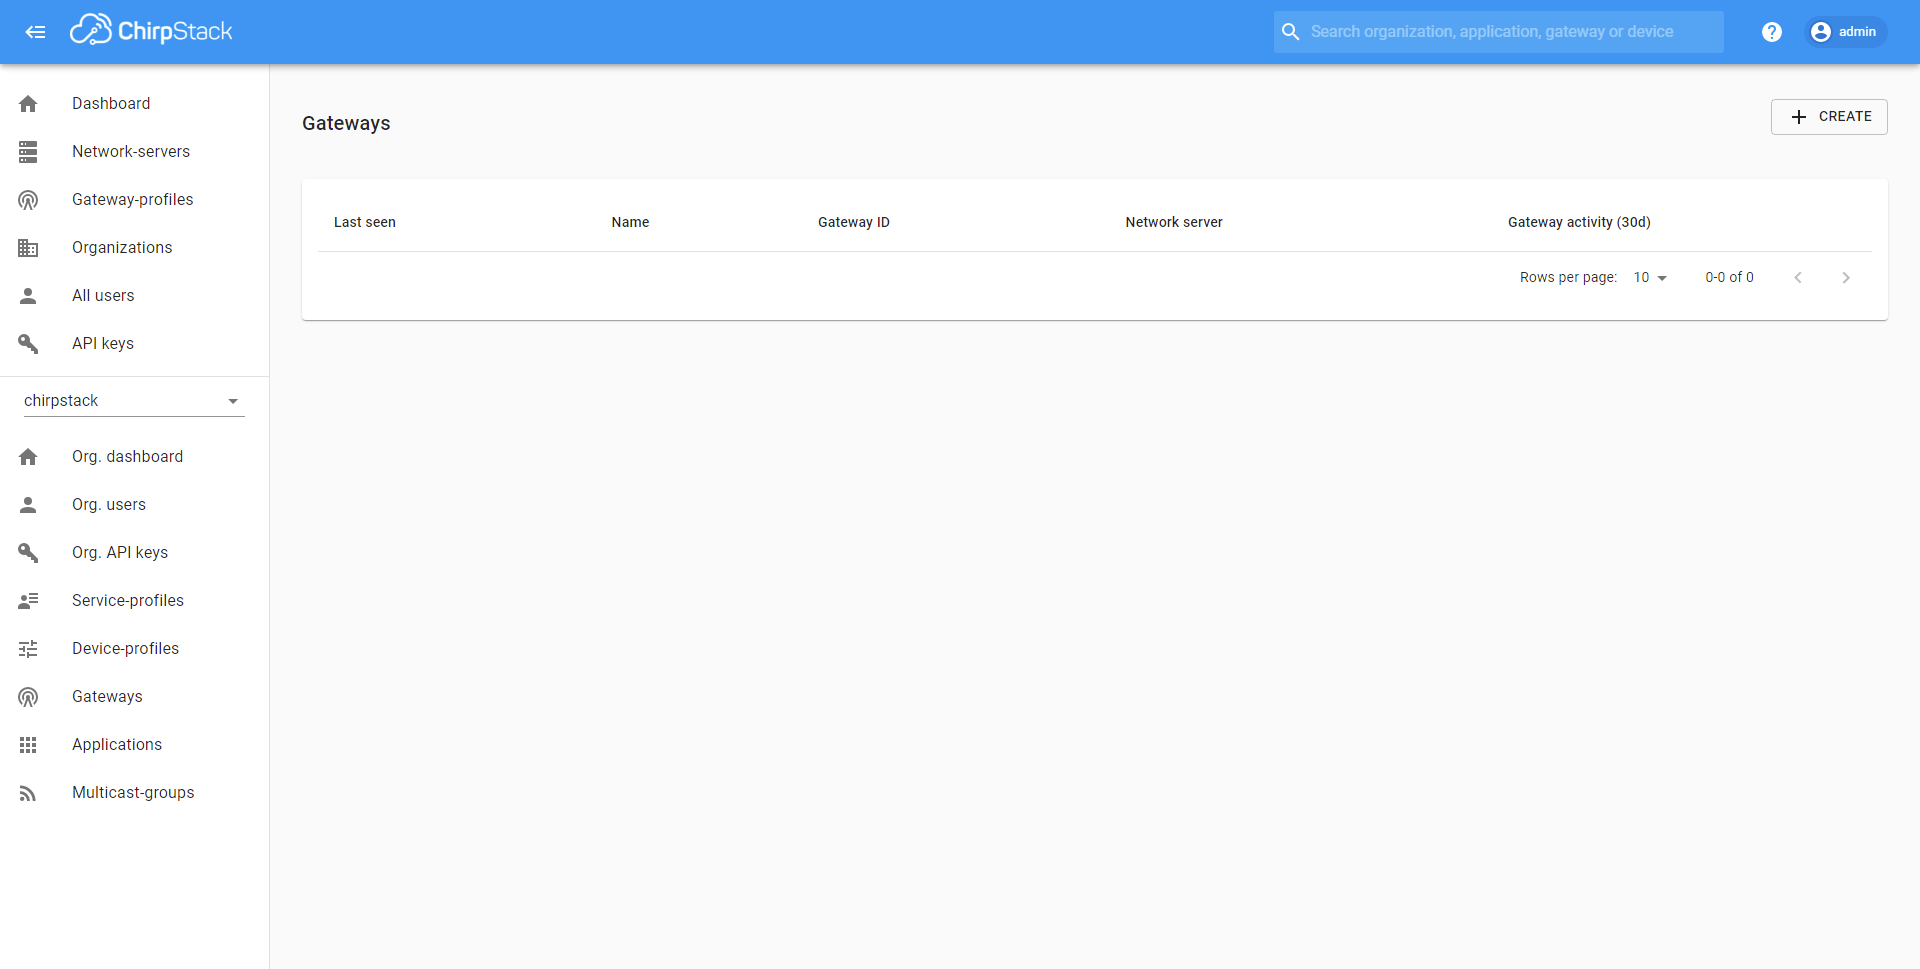 ChirpStack
Search organization, application, gateway or device
?
admin
Dashboard
Network-servers
Gateway-profiles
Organizations
All users
API keys
chirpstack
Org. dashboard
Org. users
Org. API keys
Service-profiles
Device-profiles
Gateways
Applications
Multicast-groups
Gateways
+ CREATE
Last seen Name Gateway ID Network server Gateway activity (30d)
Rows per page: 10 0-0 of 0